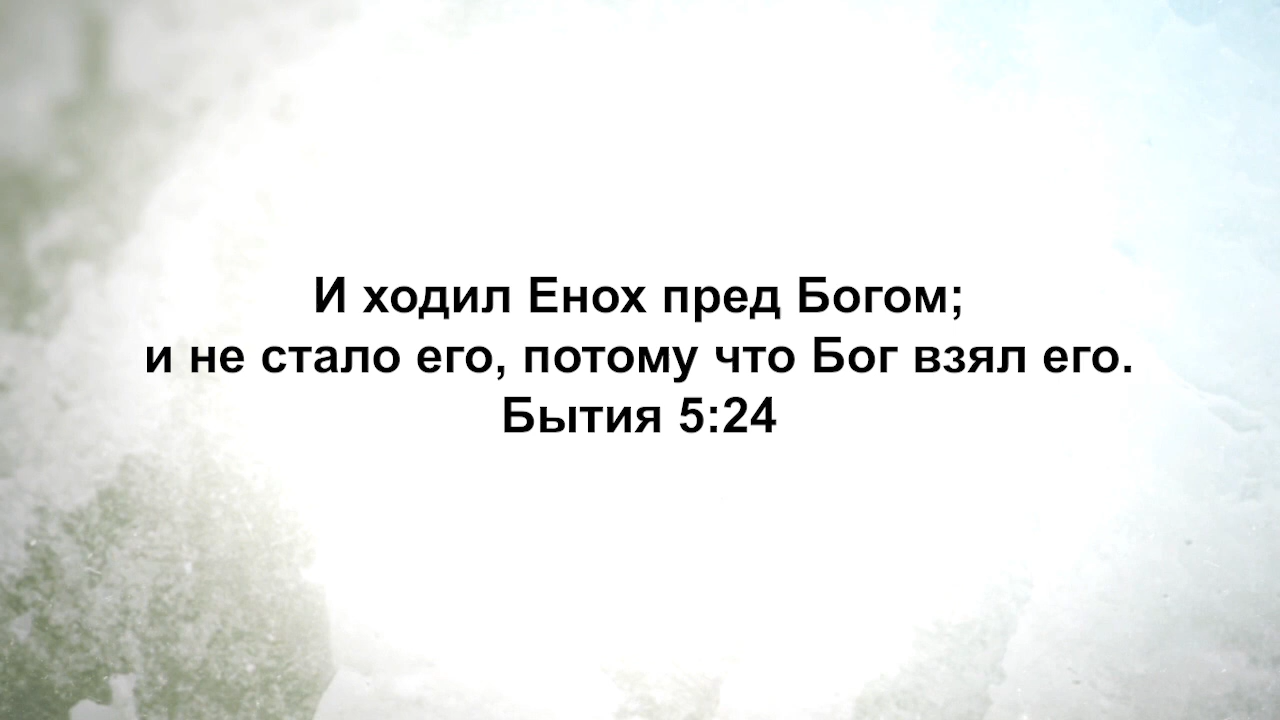 И ходил Енох пред Богом;
и не стало его, потому что Бог взял его.
Бытия 5:24